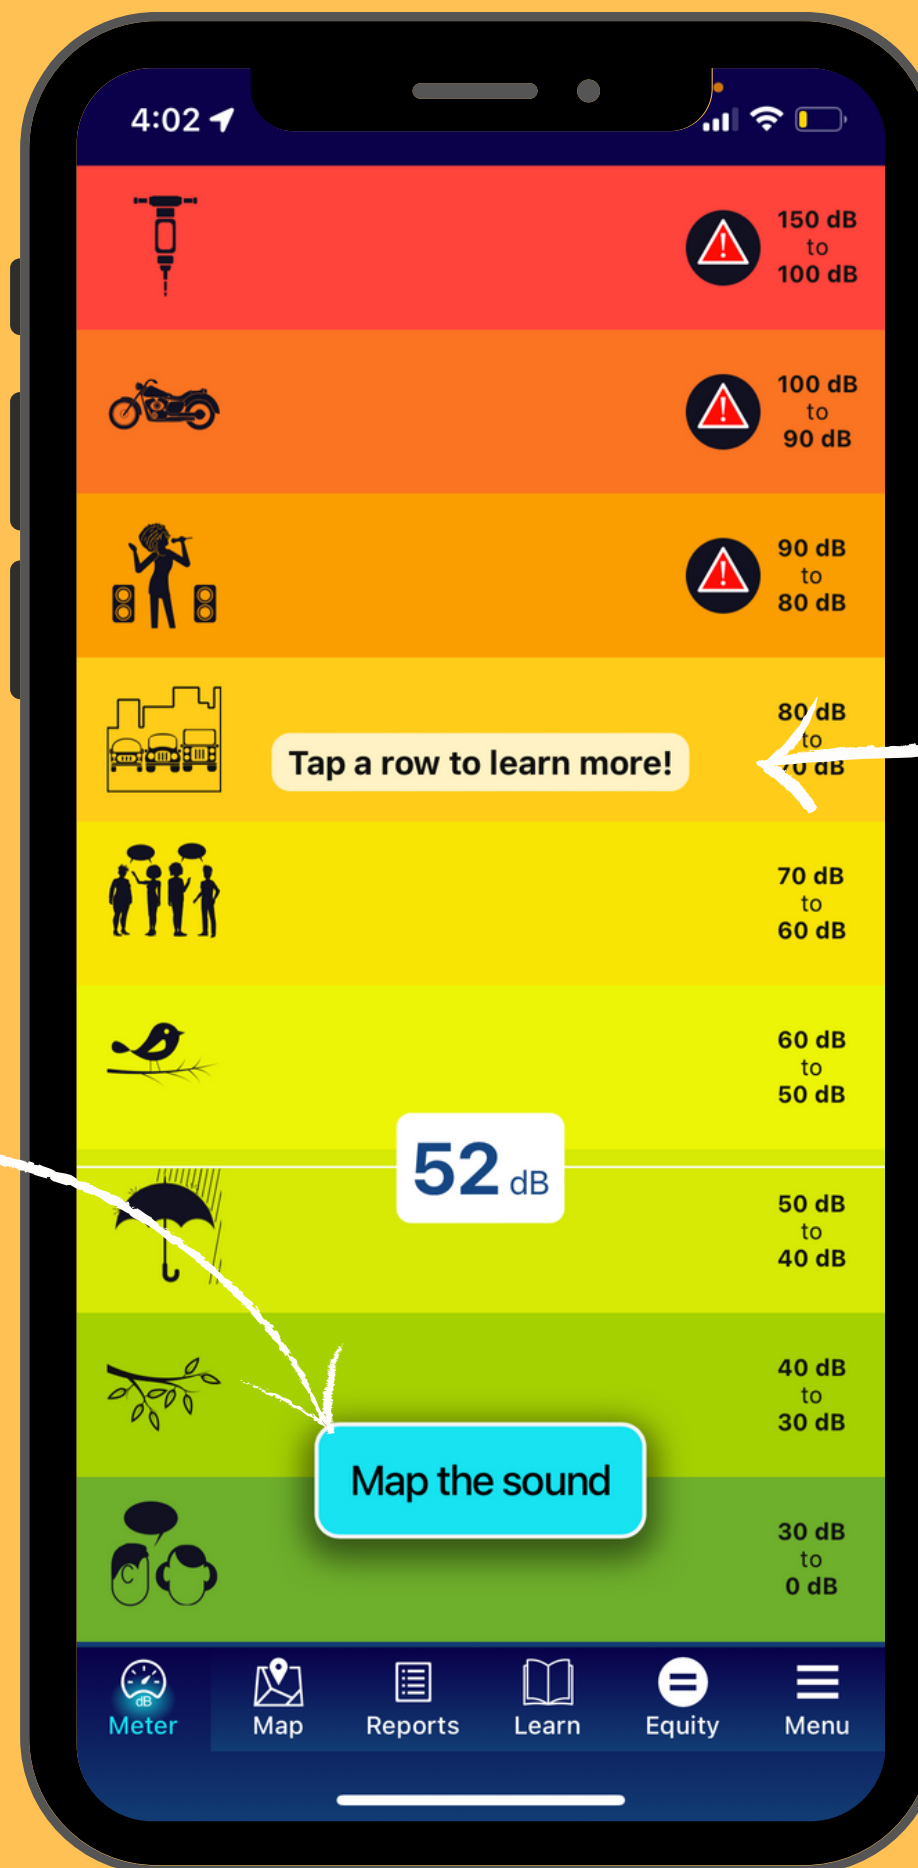 4:02
150 dB
to
100 dB
100 dB
to
90 dB
90 dB
to
80 dB
80 dB
to
70 dB
Tap a row to learn more!
70 dB
to
60 dB
60 dB
to
50 dB
52 dB
50 dB
to
40 dB
40 dB
to
30 dB
Map the sound
30 dB
to
0 dB
dB
Meter
Map
Reports
Learn
Equity
Menu